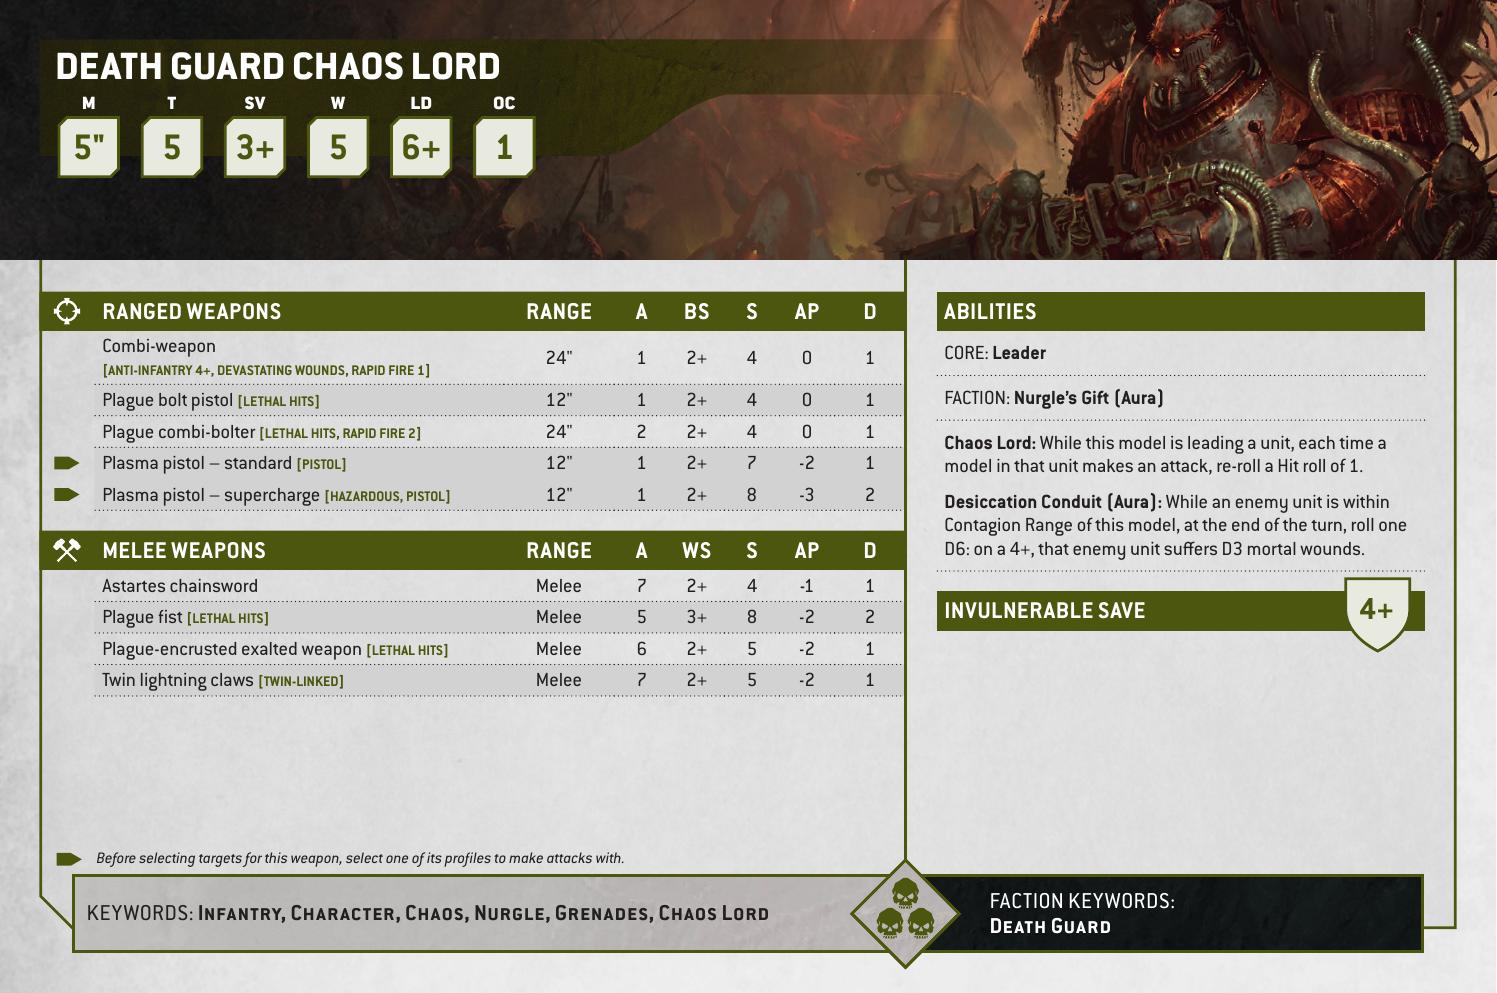 DEATH GUARD CHAOS LORD
M T SV W LD OC
5" 5 3+ 5 6+ 1
RANGED WEAPONS RANGE A BS S AP D
Combi-weapon
[ANTI-INFANTRY 4+, DEVASTATING WOUNDS, RAPID FIRE 1] 24" 1 2+ 4 0 1
Plague bolt pistol [LETHAL HITS] 12" 1 2+ 4 0 1
Plague combi-bolter [LETHAL HITS, RAPID FIRE 2] 24" 2 2+ 4 0 1
Plasma pistol – standard [PISTOL] 12" 1 2+ 7 -2 1
Plasma pistol – supercharge [HAZARDOUS, PISTOL] 12" 1 2+ 8 -3 2
MELEE WEAPONS RANGE A WS S AP D
Astartes chainsword Melee 7 2+ 4 -1 1
Plague fist [LETHAL HITS] Melee 5 3+ 8 -2 2
Plague-encrusted exalted weapon [LETHAL HITS] Melee 6 2+ 5 -2 1
Twin lightning claws [TWIN-LINKED] Melee 7 2+ 5 -2 1
Before selecting targets for this weapon, select one of its profiles to make attacks with.
ABILITIES
CORE: Leader
FACTION: Nurgle's Gift (Aura)
Chaos Lord: While this model is leading a unit, each time a
model in that unit makes an attack, re-roll a Hit roll of 1.
Desiccation Conduit (Aura): While an enemy unit is within
Contagion Range of this model, at the end of the turn, roll one
D6: on a 4+, that enemy unit suffers D3 mortal wounds.
INVULNERABLE SAVE 4+
KEYWORDS: INFANTRY, CHARACTER, CHAOS, NURGLE, GRENADES, CHAOS LORD
FACTION KEYWORDS:
DEATH GUARD